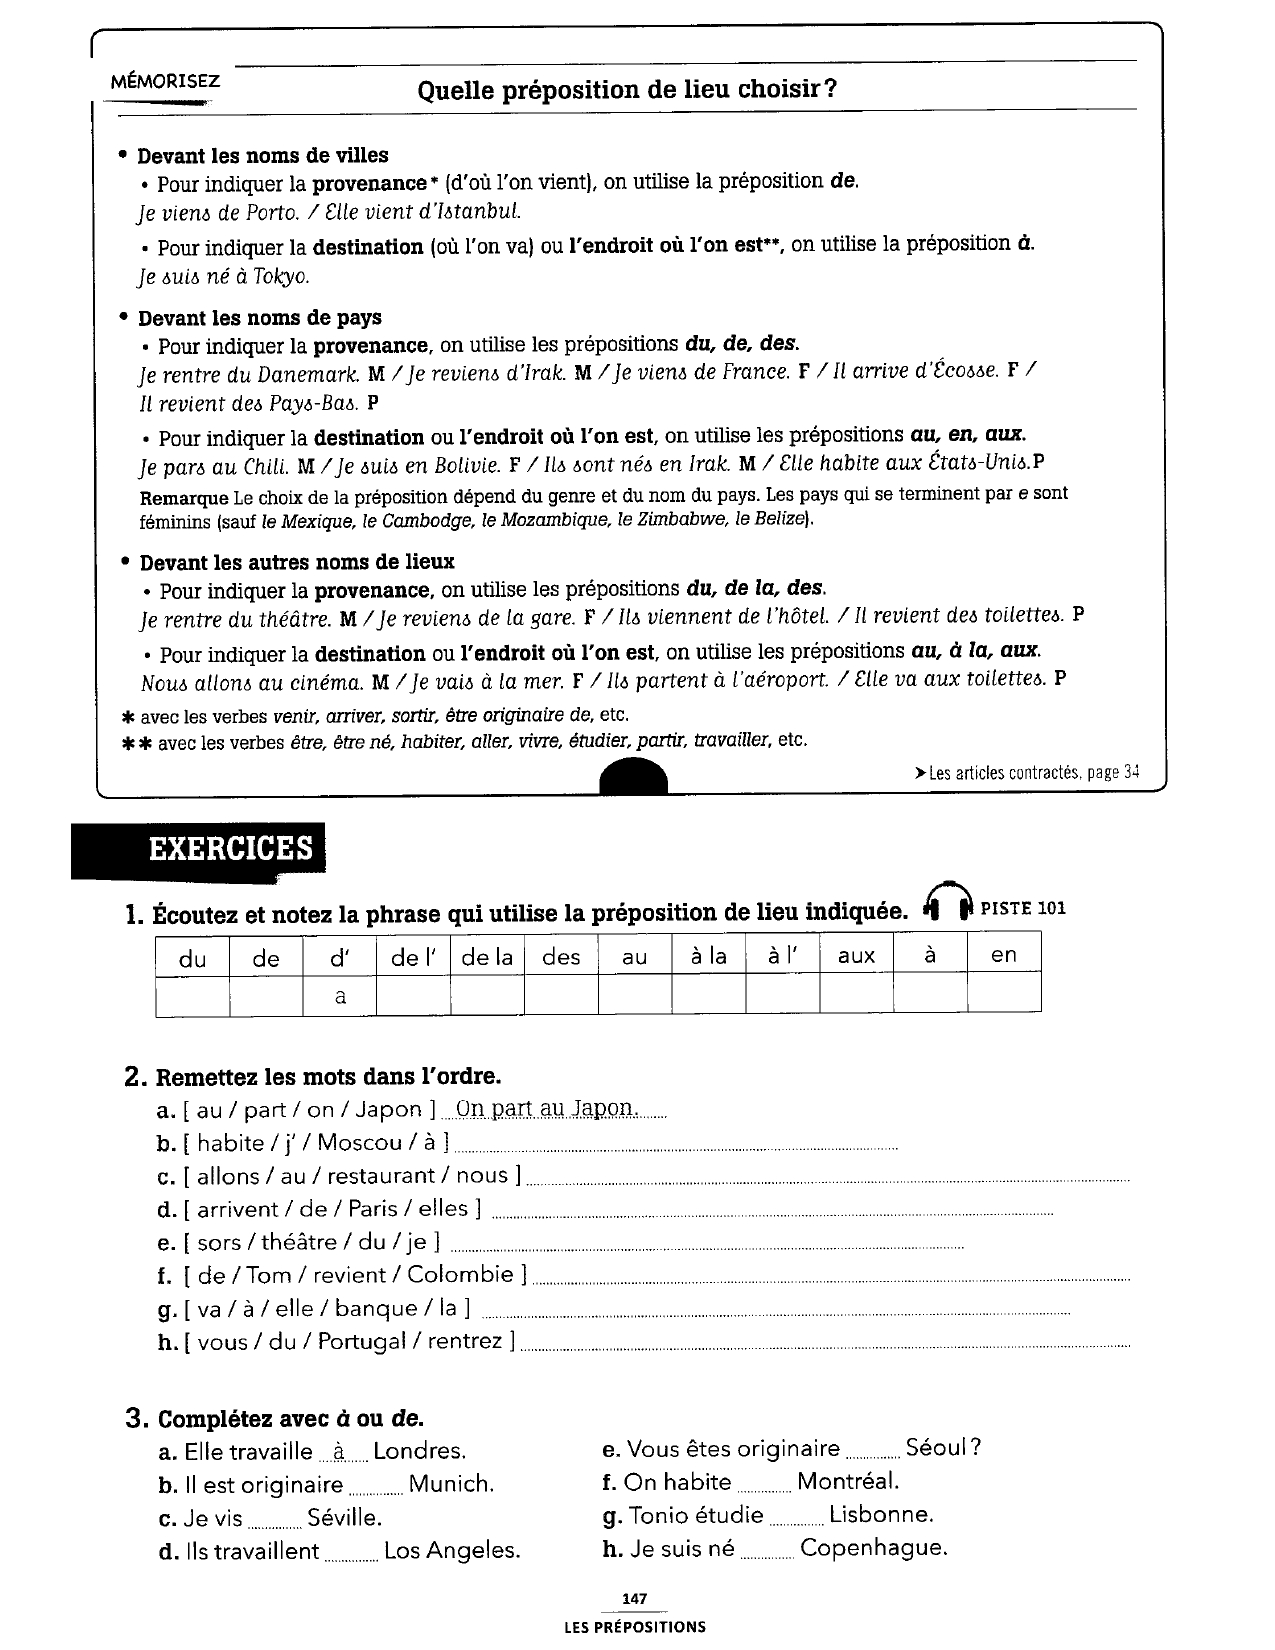 MÉMORISEZ
Quelle préposition de lieu choisir ?
• Devant les noms de villes
• Pour indiquer la provenance* (d'où l'on vient), on utilise la préposition de.
Je viens de Porto. / Elle vient d'Istanbul.
• Pour indiquer la destination (où l'on va) ou l'endroit où l'on est**, on utilise la préposition à.
Je suis né à Tokyo.
• Devant les noms de pays
• Pour indiquer la provenance, on utilise les prépositions du, de, des.
Je rentre du Danemark. M / Je reviens d'Irak. M / Je viens de France. F / Il arrive d'Écosse. F /
Il revient des Pays-Bas. P
• Pour indiquer la destination ou l'endroit où l'on est, on utilise les prépositions au, en, aux.
Je pars au Chili. M / Je suis en Bolivie. F / Ils sont nés en Irak. M / Elle habite aux États-Unis. P
Remarque Le choix de la préposition dépend du genre et du nom du pays. Les pays qui se terminent par e sont
féminins (sauf le Mexique, le Cambodge, le Mozambique, le Zimbabwe, le Belize).
• Devant les autres noms de lieux
• Pour indiquer la provenance, on utilise les prépositions du, de la, des.
Je rentre du théâtre. M / Je reviens de la gare. F / Ils viennent de l'hôtel. / Il revient des toilettes. P
• Pour indiquer la destination ou l'endroit où l'on est, on utilise les prépositions au, à la, aux.
Nous allons au cinéma. M / Je vais à la mer. F / Ils partent à l'aéroport. / Elle va aux toilettes. P
* avec les verbes venir, arriver, sortir, être originaire de, etc.
** avec les verbes être, être né, habiter, aller, vivre, étudier, partir, travailler, etc.
> Les articles contractés, page 34
EXERCICES
1. Écoutez et notez la phrase qui utilise la préposition de lieu indiquée. PISTE 101
du de d' de l' de la des au à la à l' aux à en
a
2. Remettez les mots dans l'ordre.
a. [ au / part / on / Japon ] On part au Japon.
b. [ habite / j' / Moscou / à ]
c. [ allons / au / restaurant / nous ]
d. [ arrivent / de / Paris / elles ]
e. [ sors / théâtre / du / je ]
f. [ de / Tom / revient / Colombie ]
g. [ va / à / elle / banque / la ]
h. [ vous / du / Portugal / rentrez ]
3. Complétez avec à ou de.
a. Elle travaille à Londres.
b. Il est originaire ........ Munich.
c. Je vis ........ Séville.
d. Ils travaillent ........ Los Angeles.
e. Vous êtes originaire ........ Séoul ?
f. On habite ........ Montréal.
g. Tonio étudie ........ Lisbonne.
h. Je suis né ........ Copenhague.
147
LES PRÉPOSITIONS